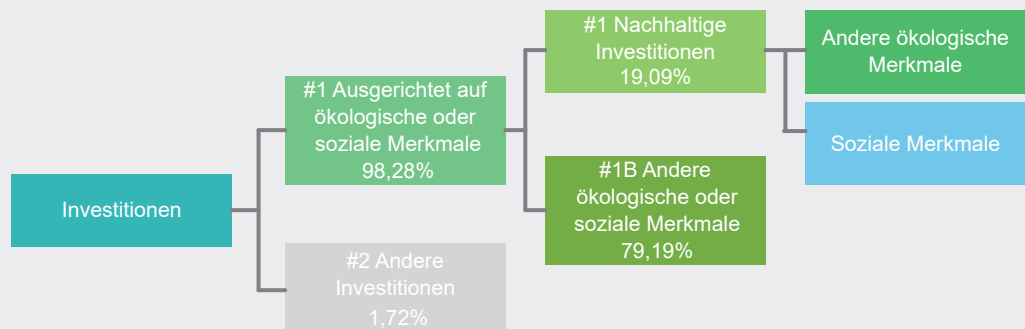 Investitionen
#1 Ausgerichtet auf
ökologische oder
soziale Merkmale
98,28%
#2 Andere
Investitionen
1,72%
#1 Nachhaltige
Investitionen
19,09%
#1B Andere
ökologische oder
soziale Merkmale
79,19%
Andere ökologische
Merkmale
Soziale Merkmale